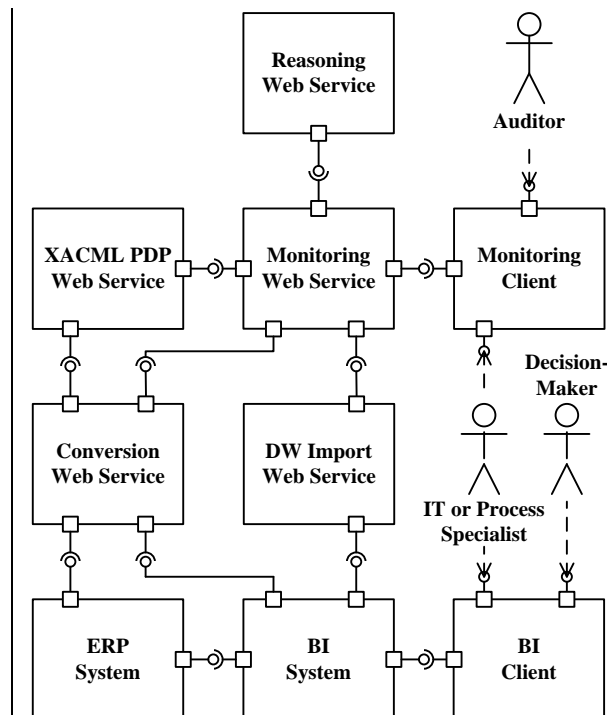 Reasoning
Web Service
Auditor
XACML PDP
Web Service
Monitoring
Web Service
Monitoring
Client
Decision-
Maker
Conversion
Web Service
DW Import
Web Service
IT or Process
Specialist
ERP
System
BI
System
BI
Client